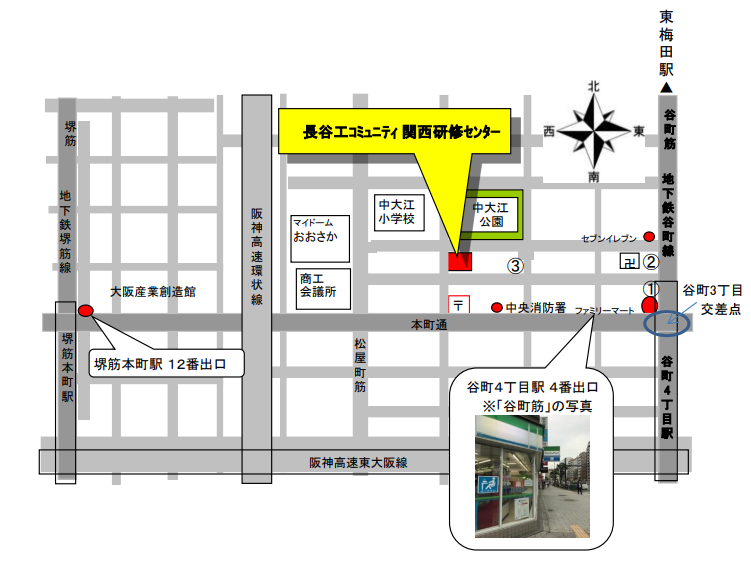 東梅田駅▲
北
西
東
南
長谷工コミュニティ 関西研修センター
堺筋
地下鉄堺筋線
阪神高速環状線
谷町筋
地下鉄谷町線
中大江
小学校
中大江
公園
マイドーム
おおさか
商工
会議所
セブンイレブン
卍
②
③
①
谷町3丁目
交差点
大阪産業創造館
〒
中央消防署
ファミリーマート
本町通
堺筋本町駅 12番出口
堺筋本町駅
松屋町筋
谷町4丁目駅
谷町4丁目駅 4番出口
※「谷町筋」の写真
阪神高速東大阪線